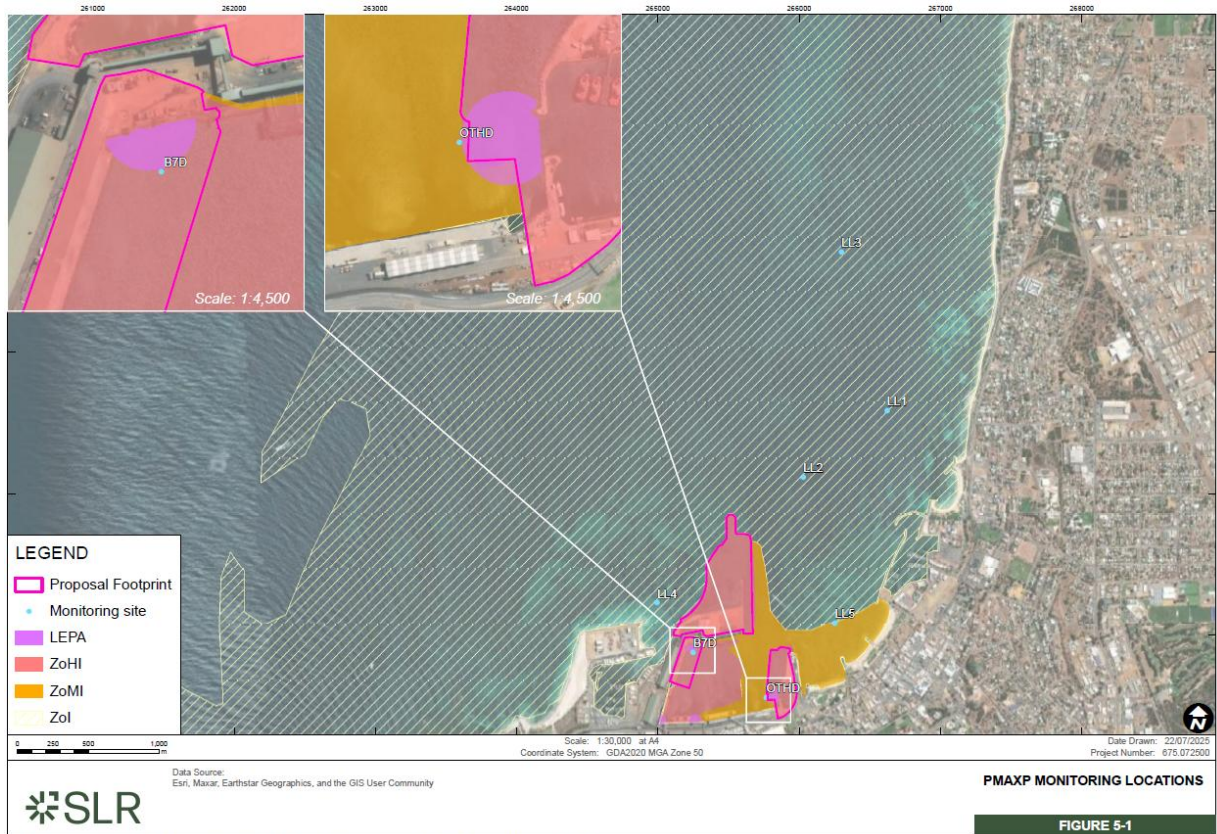 261000 262000 263000 264000 265000 266000 267000 268000
B7D
Scale: 1:4,500
OTHD
Scale: 1:4,500
LL3
LL1
LL2
LL4
LL5
B7D
OTHD
LEGEND
Proposal Footprint
Monitoring site
LEPA
ZoHI
ZoMI
ZoI
0 250 500 1,000
m
N
Scale: 1:30,000 at A4
Coordinate System: GDA2020 MGA Zone 50
Date Drawn: 22/07/2025
Project Number: 675.072500
Data Source:
Esri, Maxar, Earthstar Geographics, and the GIS User Community
SLR
PMAXP MONITORING LOCATIONS
FIGURE 5-1